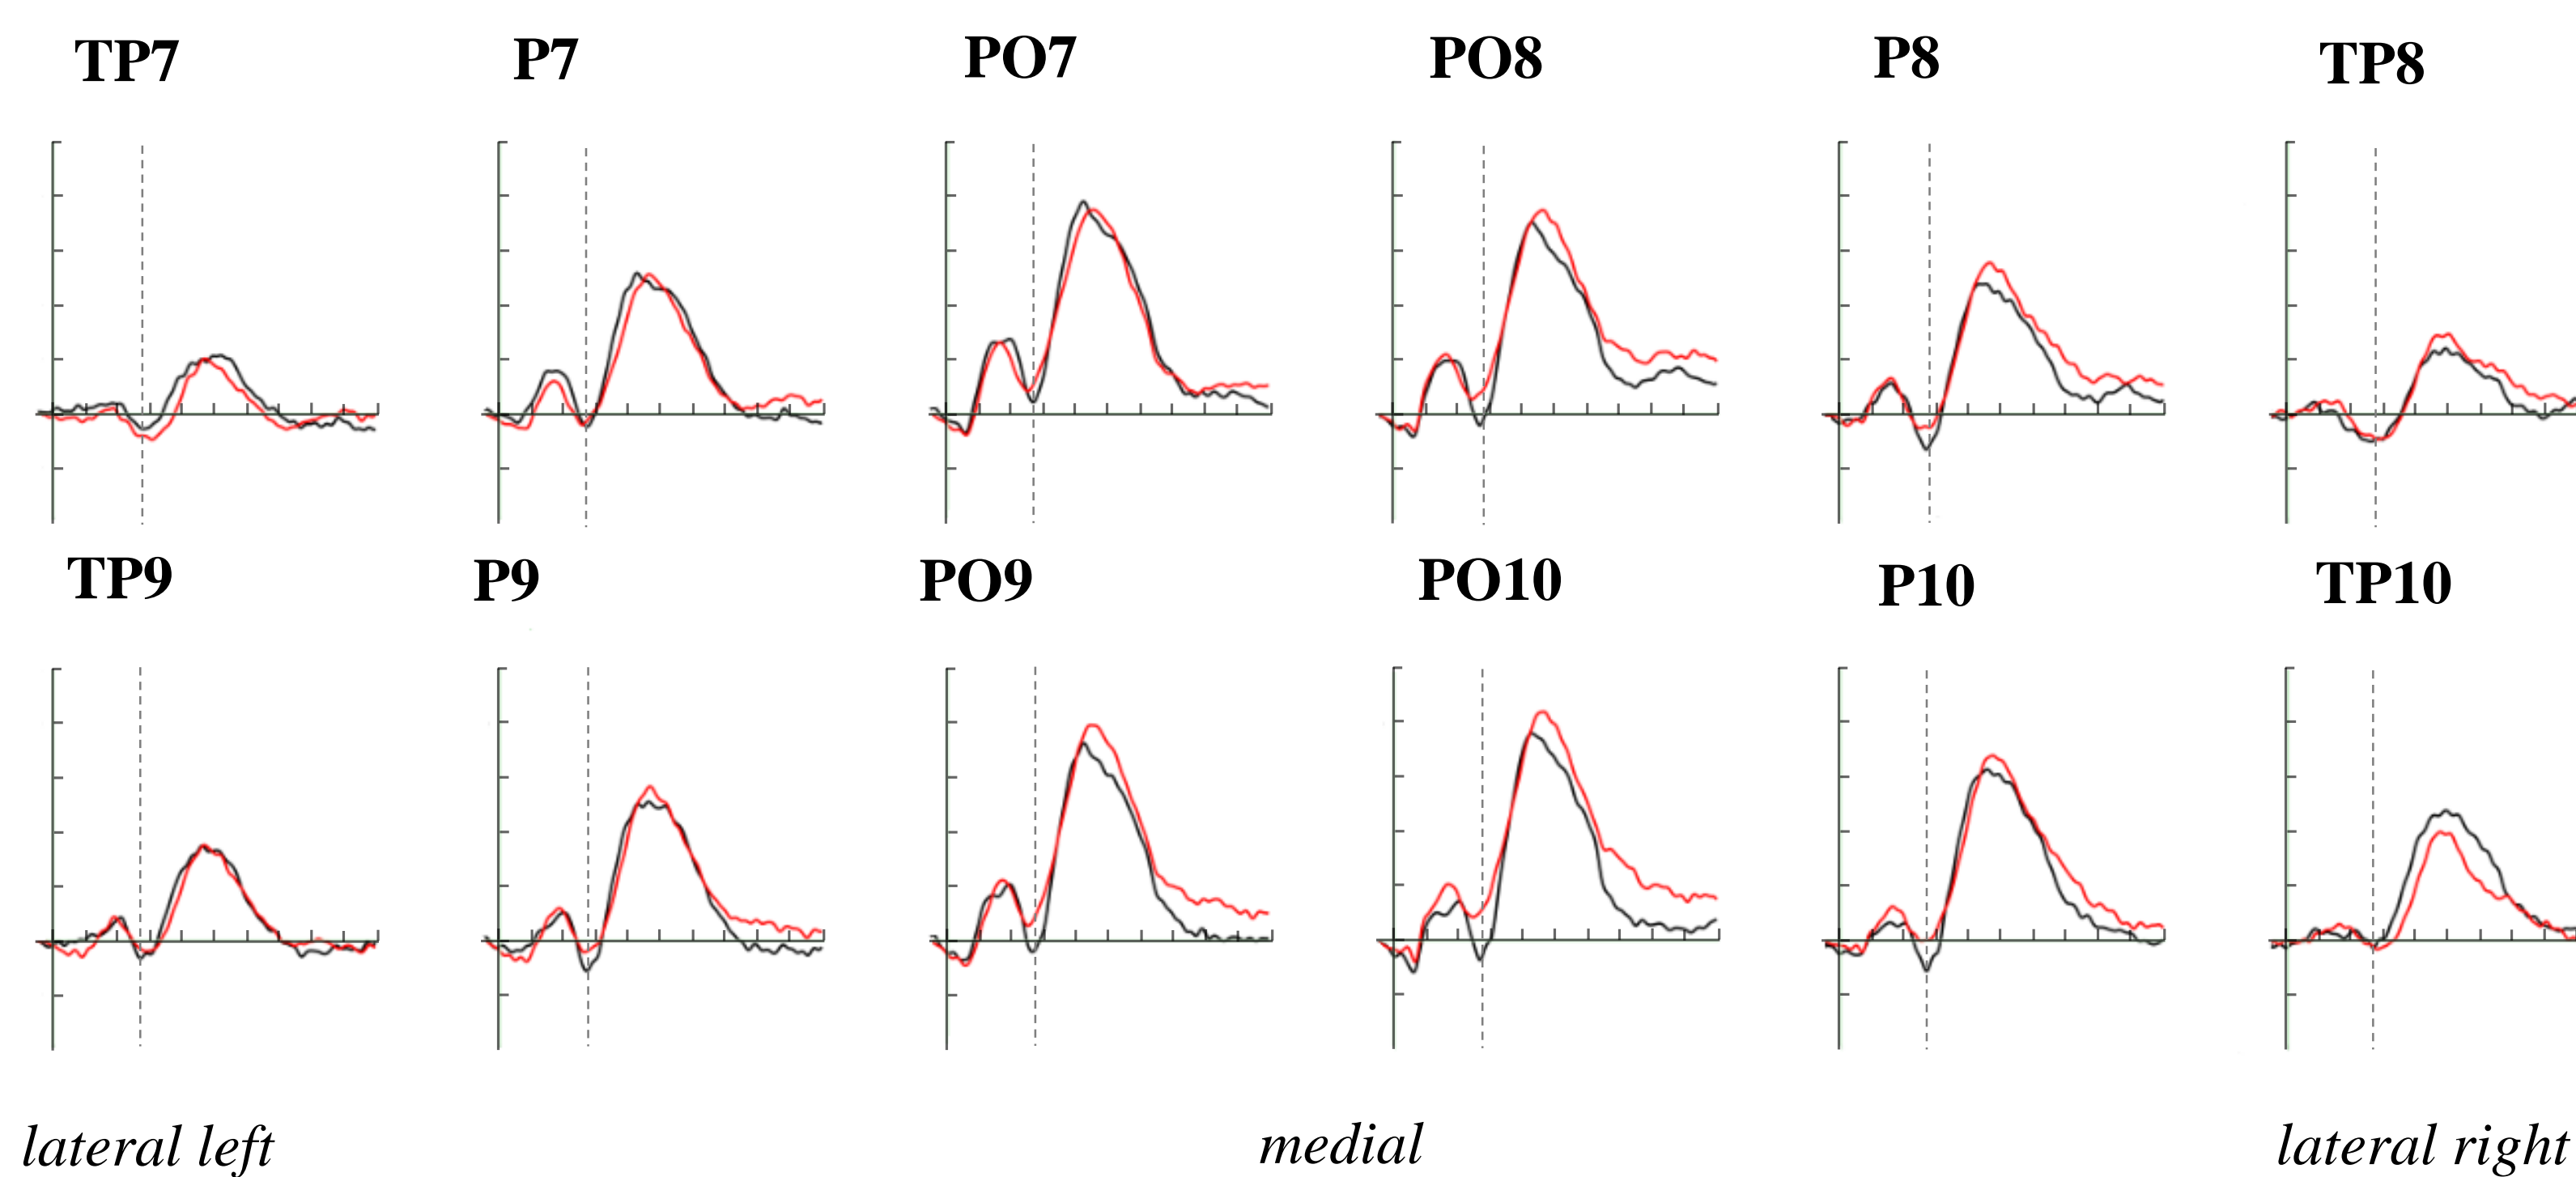 TP7 P7 PO7 PO8 P8 TP8
TP9 P9 PO9 PO10 P10 TP10
lateral left medial lateral right